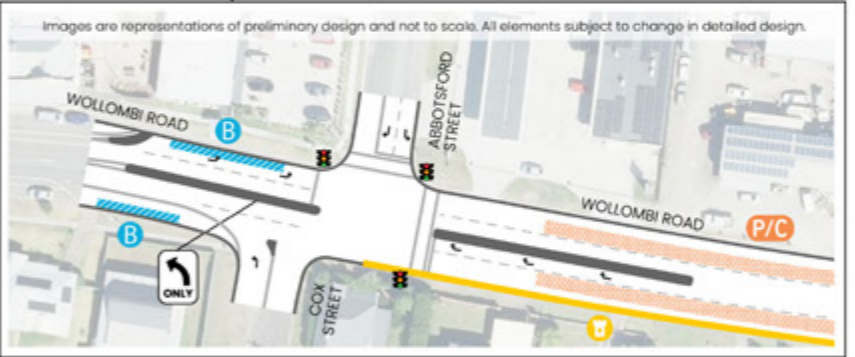 Images are representations of preliminary design and not to scale. All elements subject to change in detailed design.
WOLLOMBI ROAD
B
ABBOTSFORD
STREET
WOLLOMBI ROAD
P/C
B
ONLY
COX
STREET